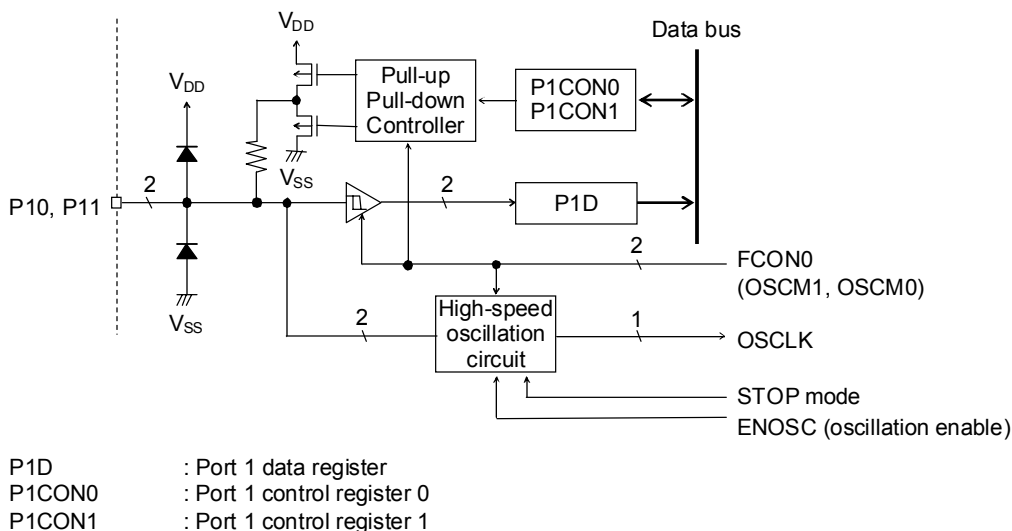 VDD
Data bus
VDD
Pull-up
Pull-down
Controller
P1CON0
P1CON1
VSS
2
2
P10, P11
P1D
2
FCON0
(OSCM1, OSCM0)
VSS
2
High-speed
oscillation
circuit
1
OSCLK
STOP mode
ENOSC (oscillation enable)
P1D : Port 1 data register
P1CON0 : Port 1 control register 0
P1CON1 : Port 1 control register 1